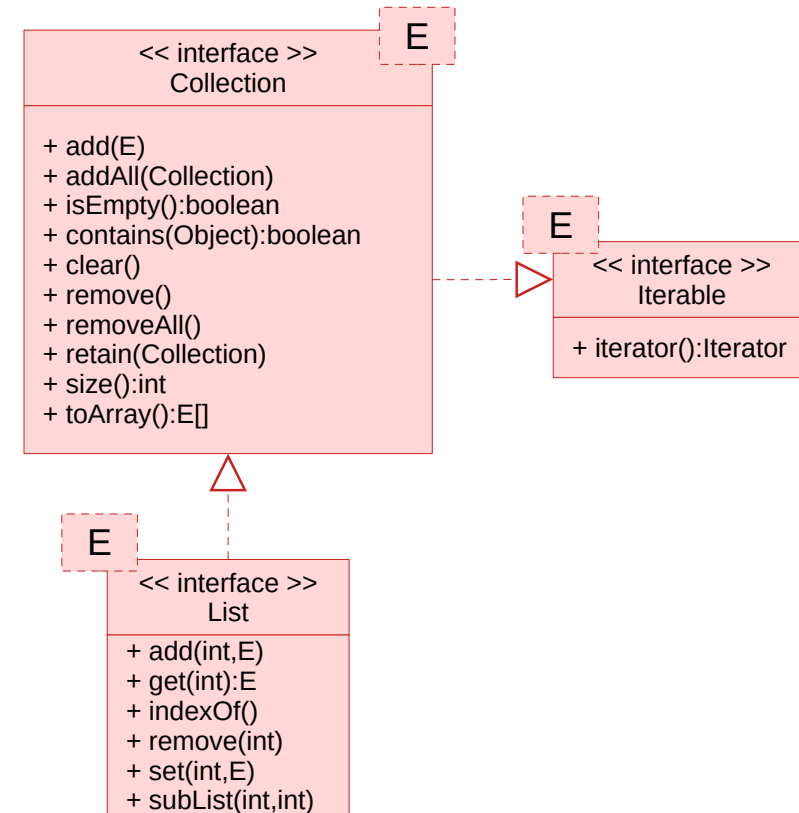 E
<< interface >>
Collection
+ add(E)
+ addAll(Collection)
+ isEmpty():boolean
+ contains(Object):boolean
+ clear()
+ remove()
+ removeAll()
+ retain(Collection)
+ size():int
+ toArray():E[]
E
<< interface >>
Iterable
+ iterator():Iterator
E
<< interface >>
List
+ add(int,E)
+ get(int):E
+ indexOf()
+ remove(int)
+ set(int,E)
+ subList(int,int)